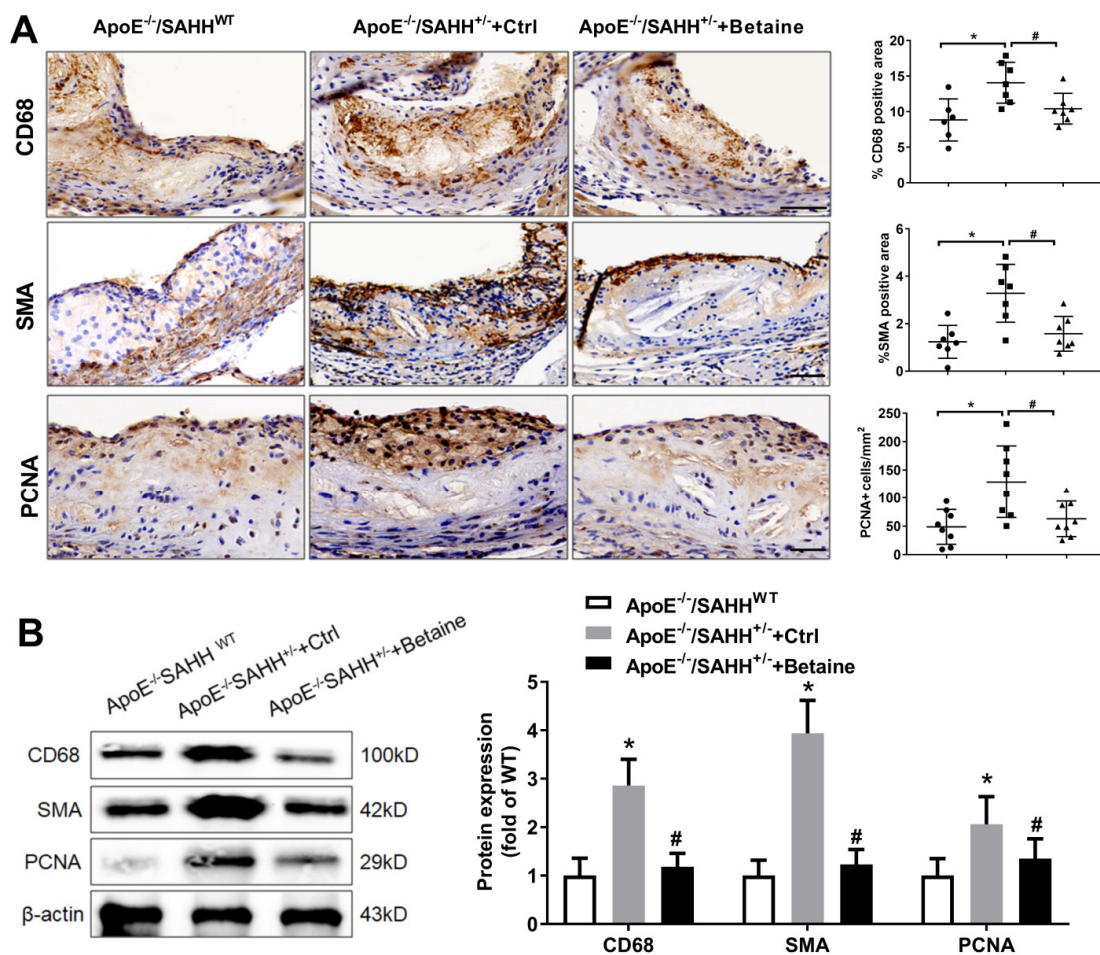 A
ApoE-/-/SAHHWT
ApoE-/-/SAHH+/-+Ctrl
ApoE-/-/SAHH+/-+Betaine
CD68
SMA
PCNA
% CD68 positive area
20
15
10
5
0
* #
%SMA positive area
6
4
2
0
* #
PCNA+ cells/mm2
250
200
150
100
50
0
* #
B
ApoE-/-SAHH WT
ApoE-/-SAHH+/-+Ctrl
ApoE-/-SAHH+/-+Betaine
CD68 100kD
SMA 42kD
PCNA 29kD
β-actin 43kD
ApoE-/-/SAHHWT
ApoE-/-/SAHH+/-+Ctrl
ApoE-/-/SAHH+/-+Betaine
Protein expression
(fold of WT)
5
4
3
2
1
0
* # * # * #
CD68 SMA PCNA